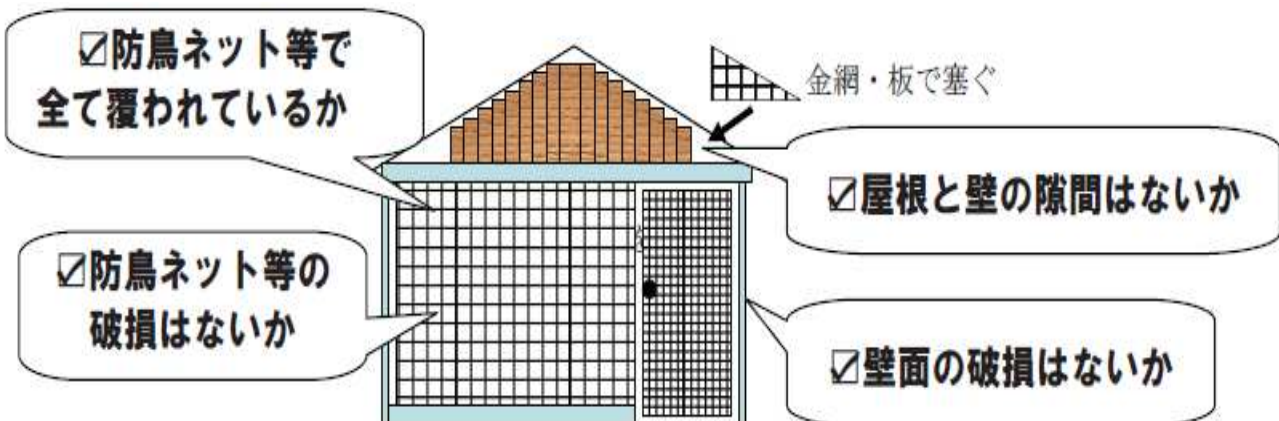 ☑防鳥ネット等で
全て覆われているか
金網・板で塞ぐ
☑屋根と壁の隙間はないか
☑防鳥ネット等の
破損はないか
☑壁面の破損はないか